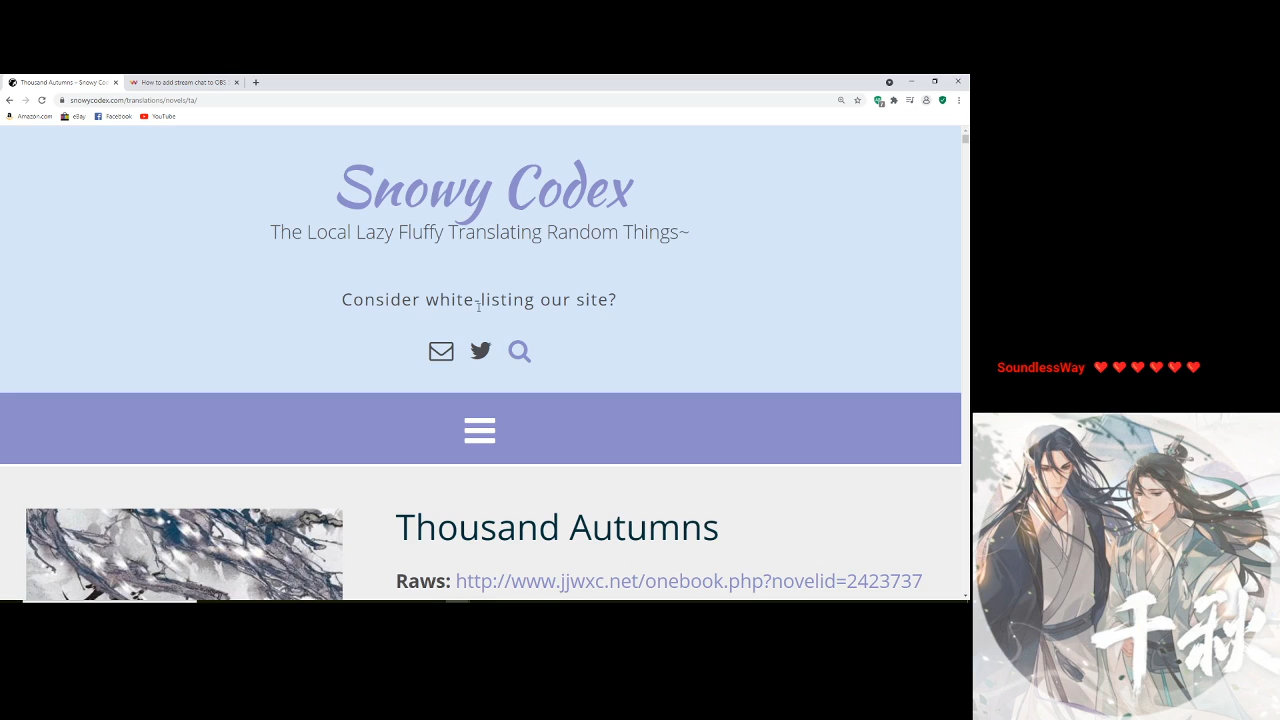 Thousand Autumns – Snowy Cod
How to add stream chat to OBS
snowycodex.com/translations/novels/ta/
Amazon.com eBay Facebook YouTube
Snowy Codex
The Local Lazy Fluffy Translating Random Things~
Consider white-listing our site?
SoundlessWay ❤ ❤ ❤ ❤ ❤ ❤
Thousand Autumns
Raws: http://www.jjwxc.net/onebook.php?novelid=2423737
千秋